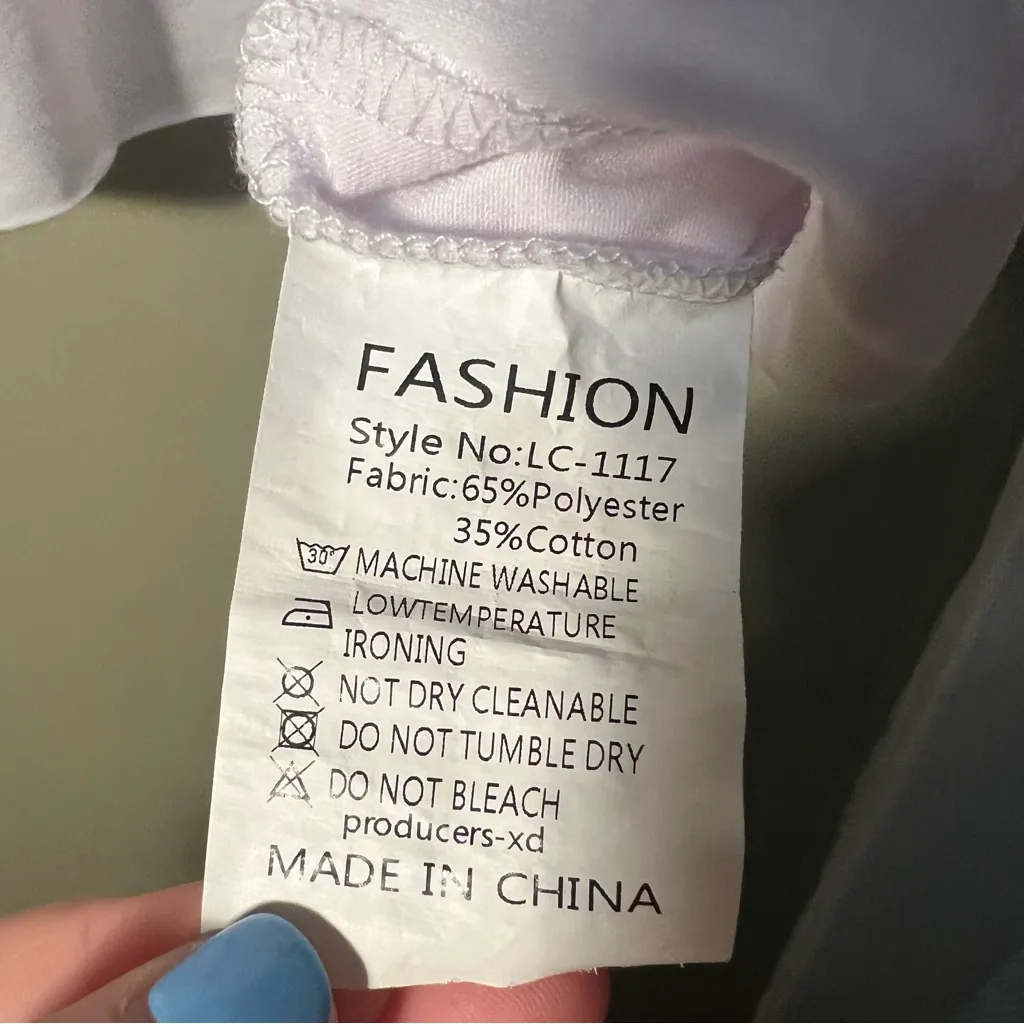 FASHION
Style No:LC-1117
Fabric:65%Polyester
35%Cotton
30° MACHINE WASHABLE
LOWTEMPERATURE
IRONING
NOT DRY CLEANABLE
DO NOT TUMBLE DRY
DO NOT BLEACH
producers-xd
MADE IN CHINA